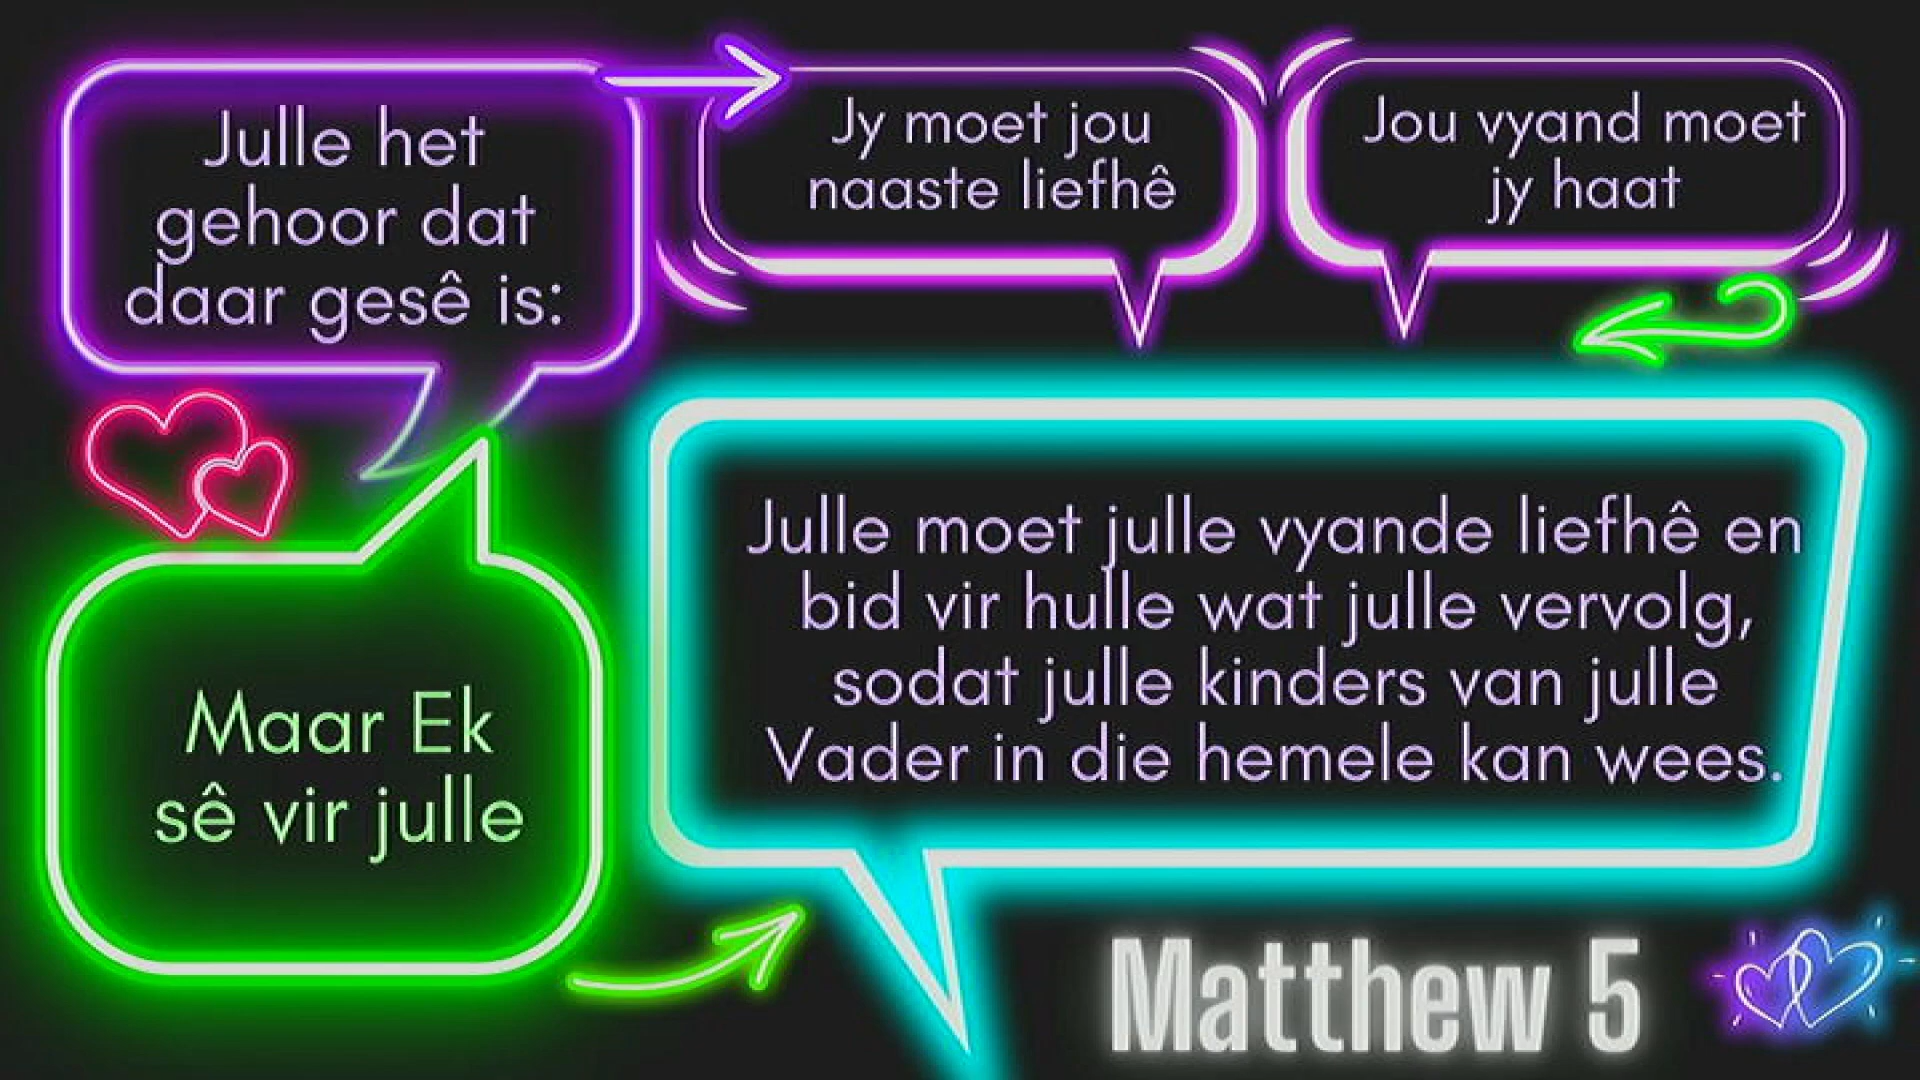 Julle het
gehoor dat
daar gesê is:
Jy moet jou
naaste liefhê
Jou vyand moet
jy haat
Maar Ek
sê vir julle
Julle moet julle vyande liefhê en
bid vir hulle wat julle vervolg,
sodat julle kinders van julle
Vader in die hemele kan wees.
Matthew 5